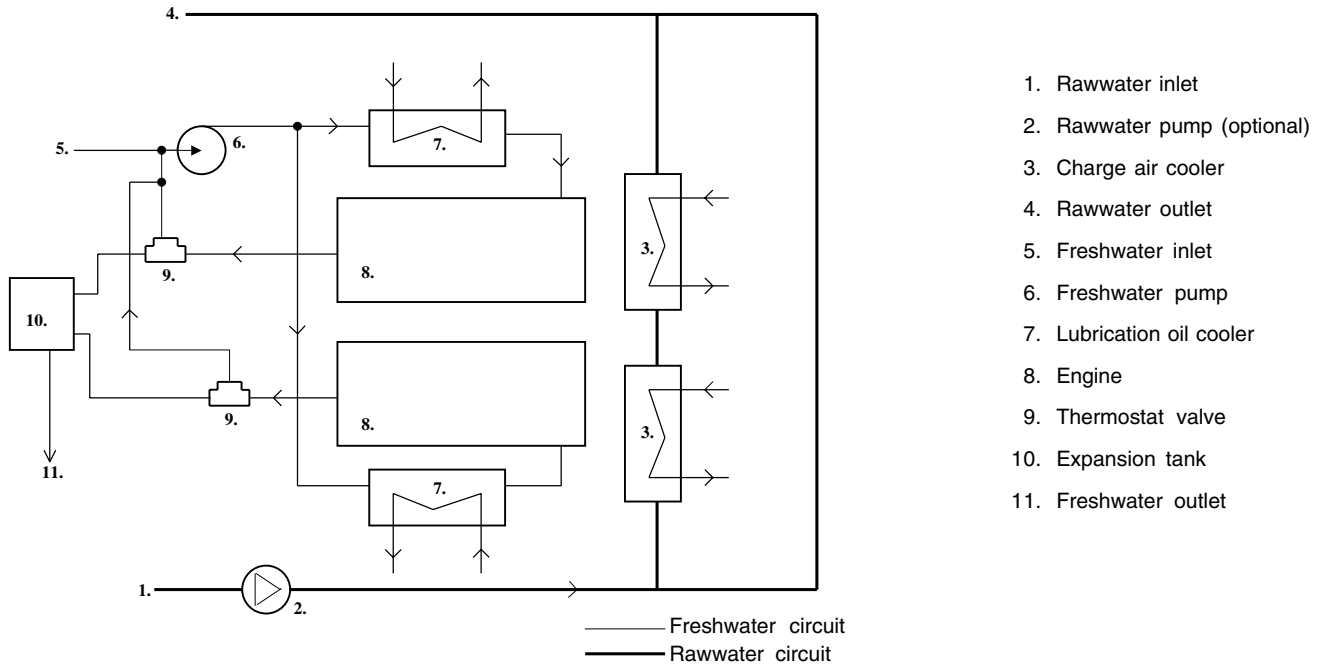 4.
5.
6.
7.
3.
9.
8.
10.
8.
3.
9.
11.
7.
1.
2.
Freshwater circuit
Rawwater circuit
1. Rawwater inlet
2. Rawwater pump (optional)
3. Charge air cooler
4. Rawwater outlet
5. Freshwater inlet
6. Freshwater pump
7. Lubrication oil cooler
8. Engine
9. Thermostat valve
10. Expansion tank
11. Freshwater outlet